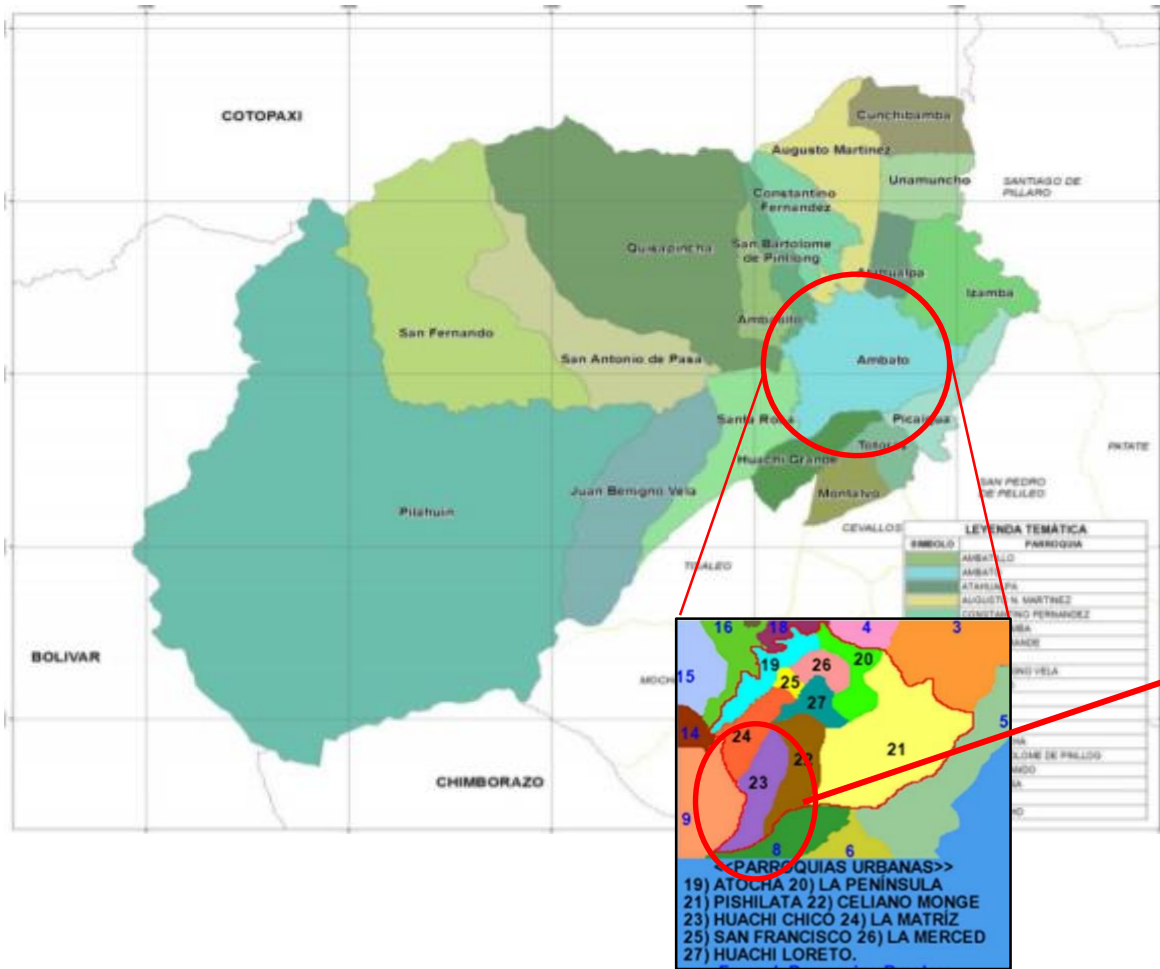 COTOPAXI
Cunchibamba
Augusto Martinez
Unamuncho
SANTIAGO DE
PILLARO
Constantino
Fernandez
Quisapincha
San Bartolome
de Pinllong
Atahualpa
Izamba
Ambatillo
San Fernando
San Antonio de Pasa
Ambato
Santa Rosa
Picaigua
Totoras
PATATE
Huachi Grande
SAN PEDRO
DE PELILEO
Juan Benigno Vela
Montalvo
Pilahuin
CEVALLOS
TISALEO
LEYENDA TEMÁTICA
SIMBOLO PARROQUIA
AMBATILLO
AMBATO
ATAHUALPA
AUGUSTO N. MARTINEZ
CONSTANTINO FERNANDEZ
BOLIVAR
MOCH
CHIMBORAZO
16 18 4 3
19 26 20
15 25
27
14 24 5
21
23 22
9
8 6
<<PARROQUIAS URBANAS>>
19) ATOCHA 20) LA PENÍNSULA
21) PISHILATA 22) CELIANO MONGE
23) HUACHI CHICO 24) LA MATRÍZ
25) SAN FRANCISCO 26) LA MERCED
27) HUACHI LORETO.